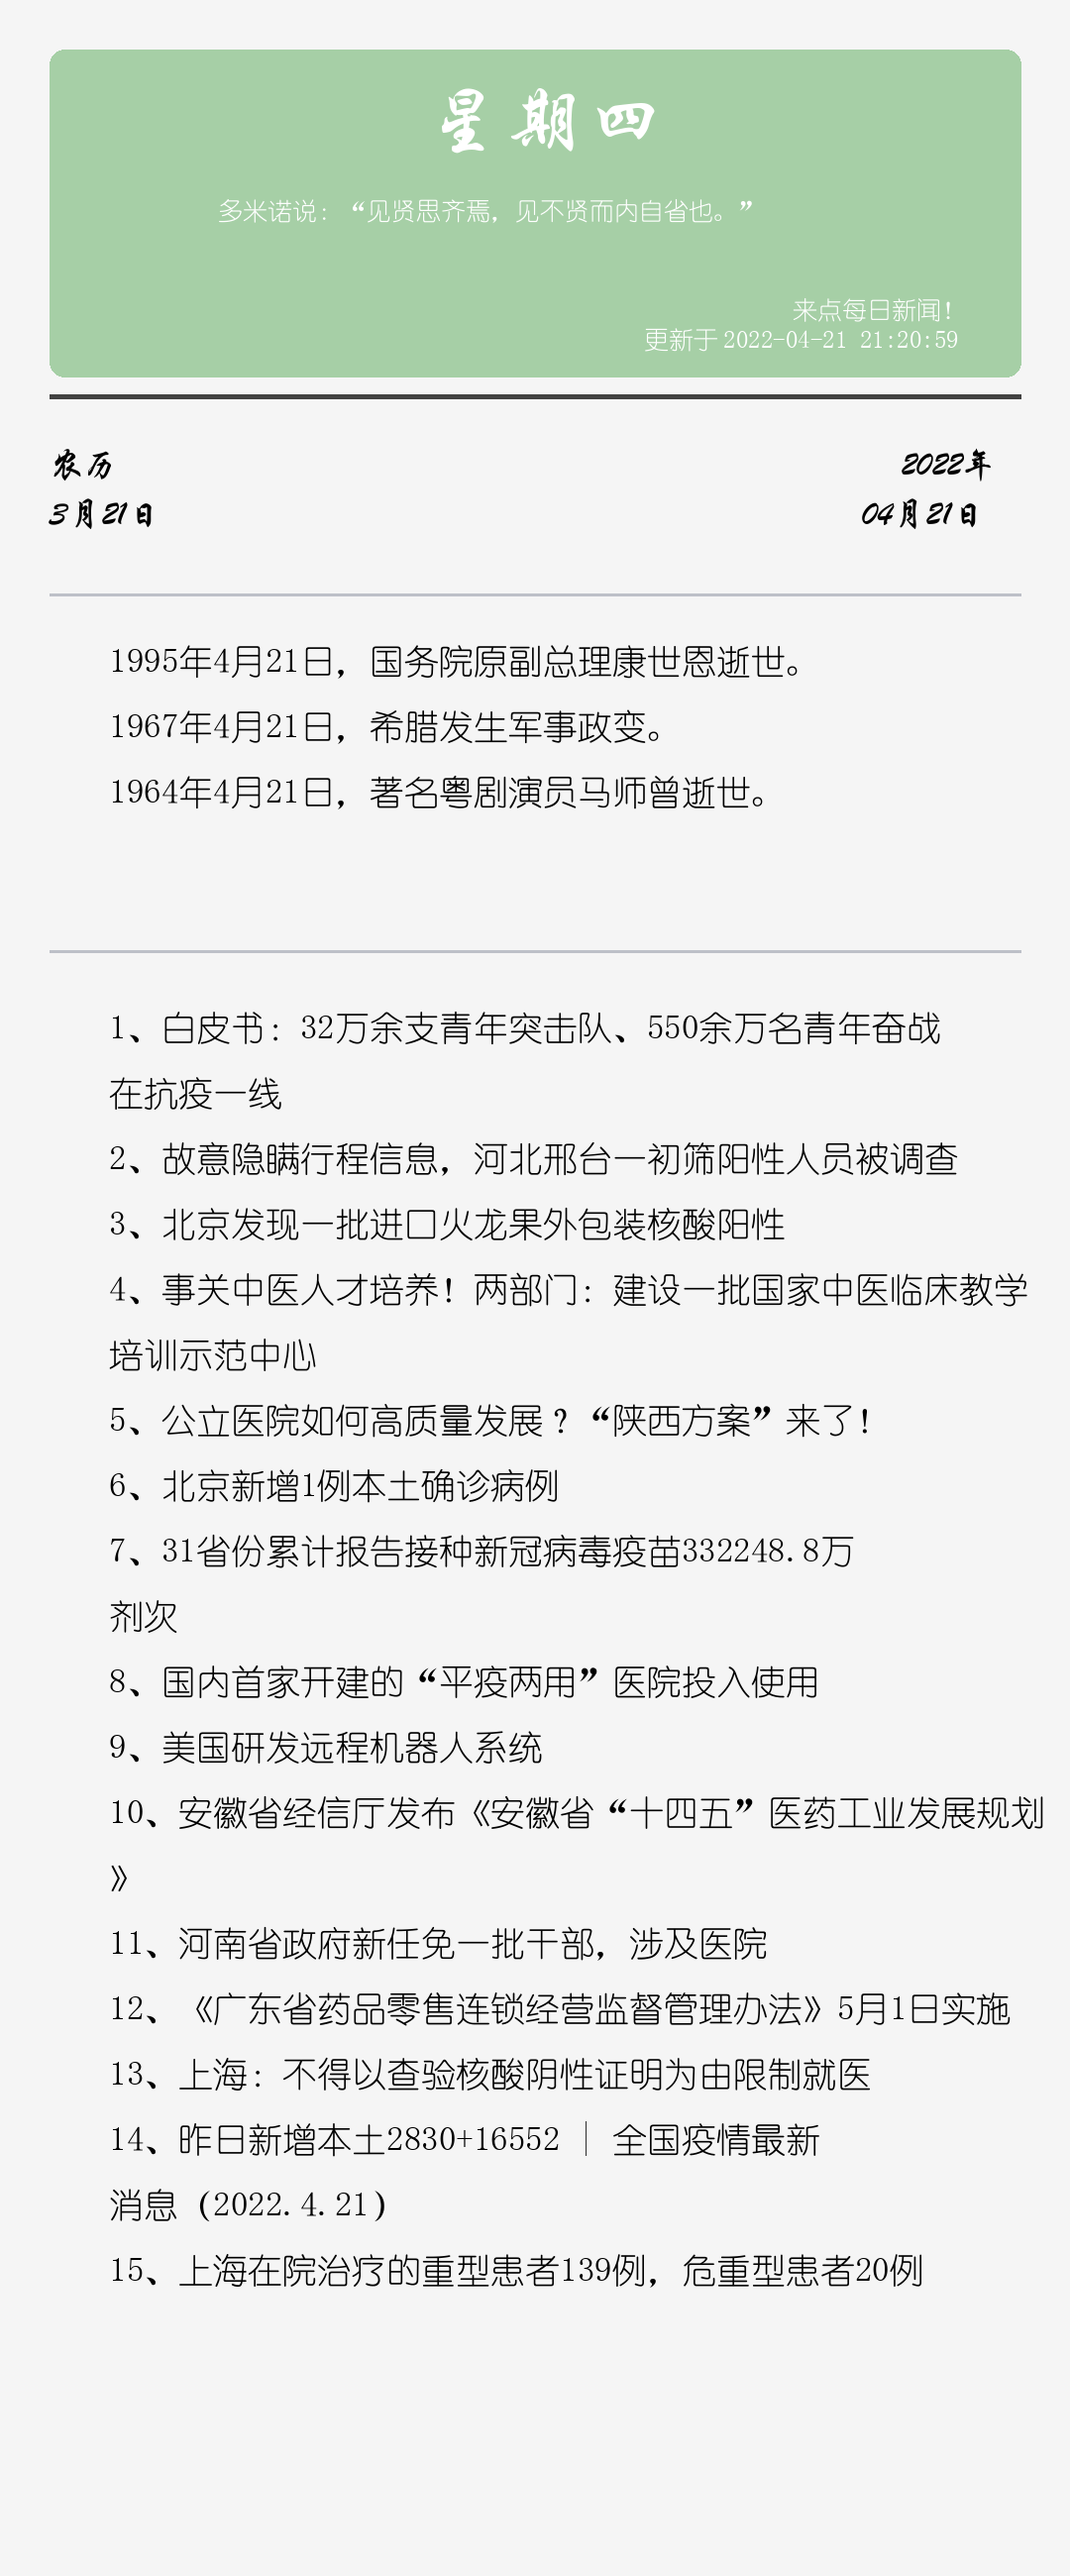 星期四
多米诺说：“见贤思齐焉，见不贤而内自省也。”
来点每日新闻！
更新于 2022-04-21 21:20:59
农历
2022年
3月21日
04月21日
1995年4月21日，国务院原副总理康世恩逝世。
1967年4月21日，希腊发生军事政变。
1964年4月21日，著名粤剧演员马师曾逝世。
1、白皮书：32万余支青年突击队、550余万名青年奋战
在抗疫一线
2、故意隐瞒行程信息，河北邢台一初筛阳性人员被调查
3、北京发现一批进口火龙果外包装核酸阳性
4、事关中医人才培养！两部门：建设一批国家中医临床教学
培训示范中心
5、公立医院如何高质量发展？“陕西方案”来了！
6、北京新增1例本土确诊病例
7、31省份累计报告接种新冠病毒疫苗332248.8万
剂次
8、国内首家开建的“平疫两用”医院投入使用
9、美国研发远程机器人系统
10、安徽省经信厅发布《安徽省“十四五”医药工业发展规划
》
11、河南省政府新任免一批干部，涉及医院
12、《广东省药品零售连锁经营监督管理办法》5月1日实施
13、上海：不得以查验核酸阴性证明为由限制就医
14、昨日新增本土2830+16552 ｜ 全国疫情最新
消息（2022.4.21）
15、上海在院治疗的重型患者139例，危重型患者20例